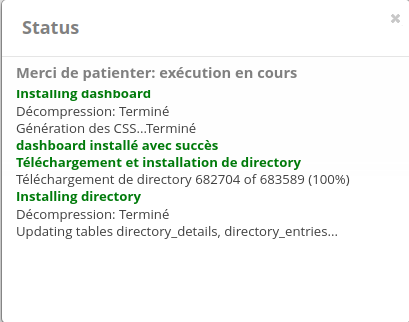 Status
×
Merci de patienter: exécution en cours
Installing dashboard
Décompression: Terminé
Génération des CSS...Terminé
dashboard installé avec succès
Téléchargement et installation de directory
Téléchargement de directory 682704 of 683589 (100%)
Installing directory
Décompression: Terminé
Updating tables directory_details, directory_entries...